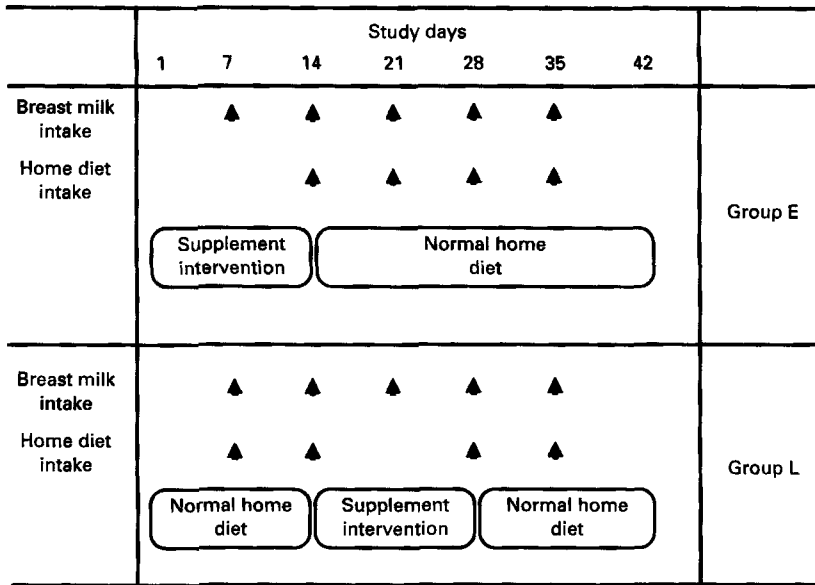 Study days
1 7 14 21 28 35 42
Breast milk
intake
Home diet
intake
Supplement
intervention
Normal home
diet
Group E
Breast milk
intake
Home diet
intake
Normal home
diet
Supplement
intervention
Normal home
diet
Group L